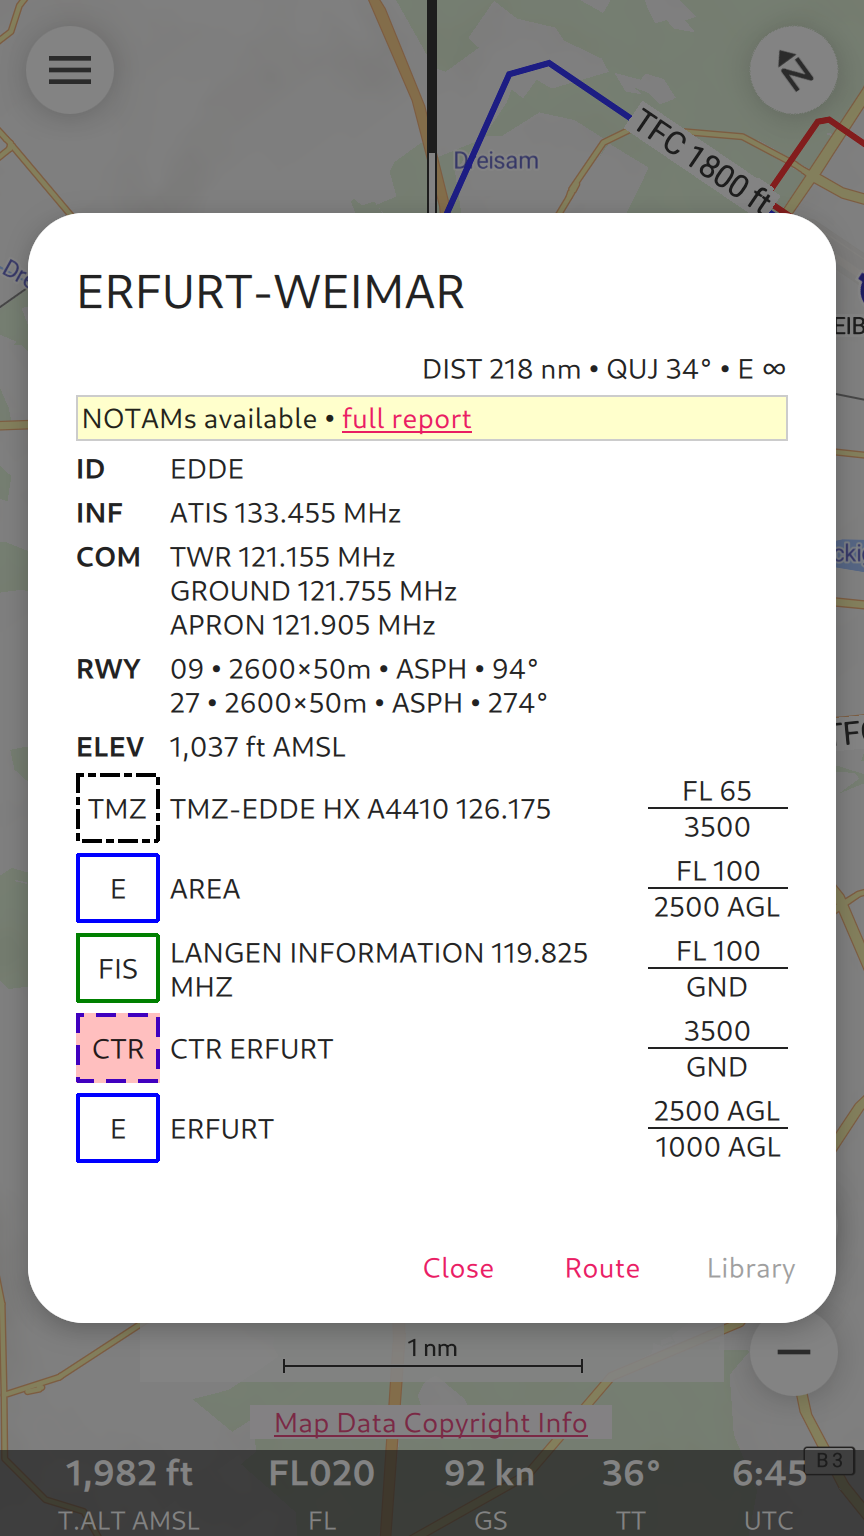 Dreisam
TFC 1800 ft
ERFURT-WEIMAR
DIST 218 nm • QUJ 34° • E ∞
NOTAMs available • full report
ID EDDE
INF ATIS 133.455 MHz
COM TWR 121.155 MHz
GROUND 121.755 MHz
APRON 121.905 MHz
RWY 09 • 2600×50m • ASPH • 94°
27 • 2600×50m • ASPH • 274°
ELEV 1,037 ft AMSL
TMZ TMZ-EDDE HX A4410 126.175 FL 65
3500
E AREA FL 100
2500 AGL
FIS LANGEN INFORMATION 119.825 MHZ FL 100
GND
CTR CTR ERFURT 3500
GND
E ERFURT 2500 AGL
1000 AGL
Close Route Library
1 nm
Map Data Copyright Info
B 3
1,982 ft FL020 92 kn 36° 6:45
T.ALT AMSL FL GS TT UTC